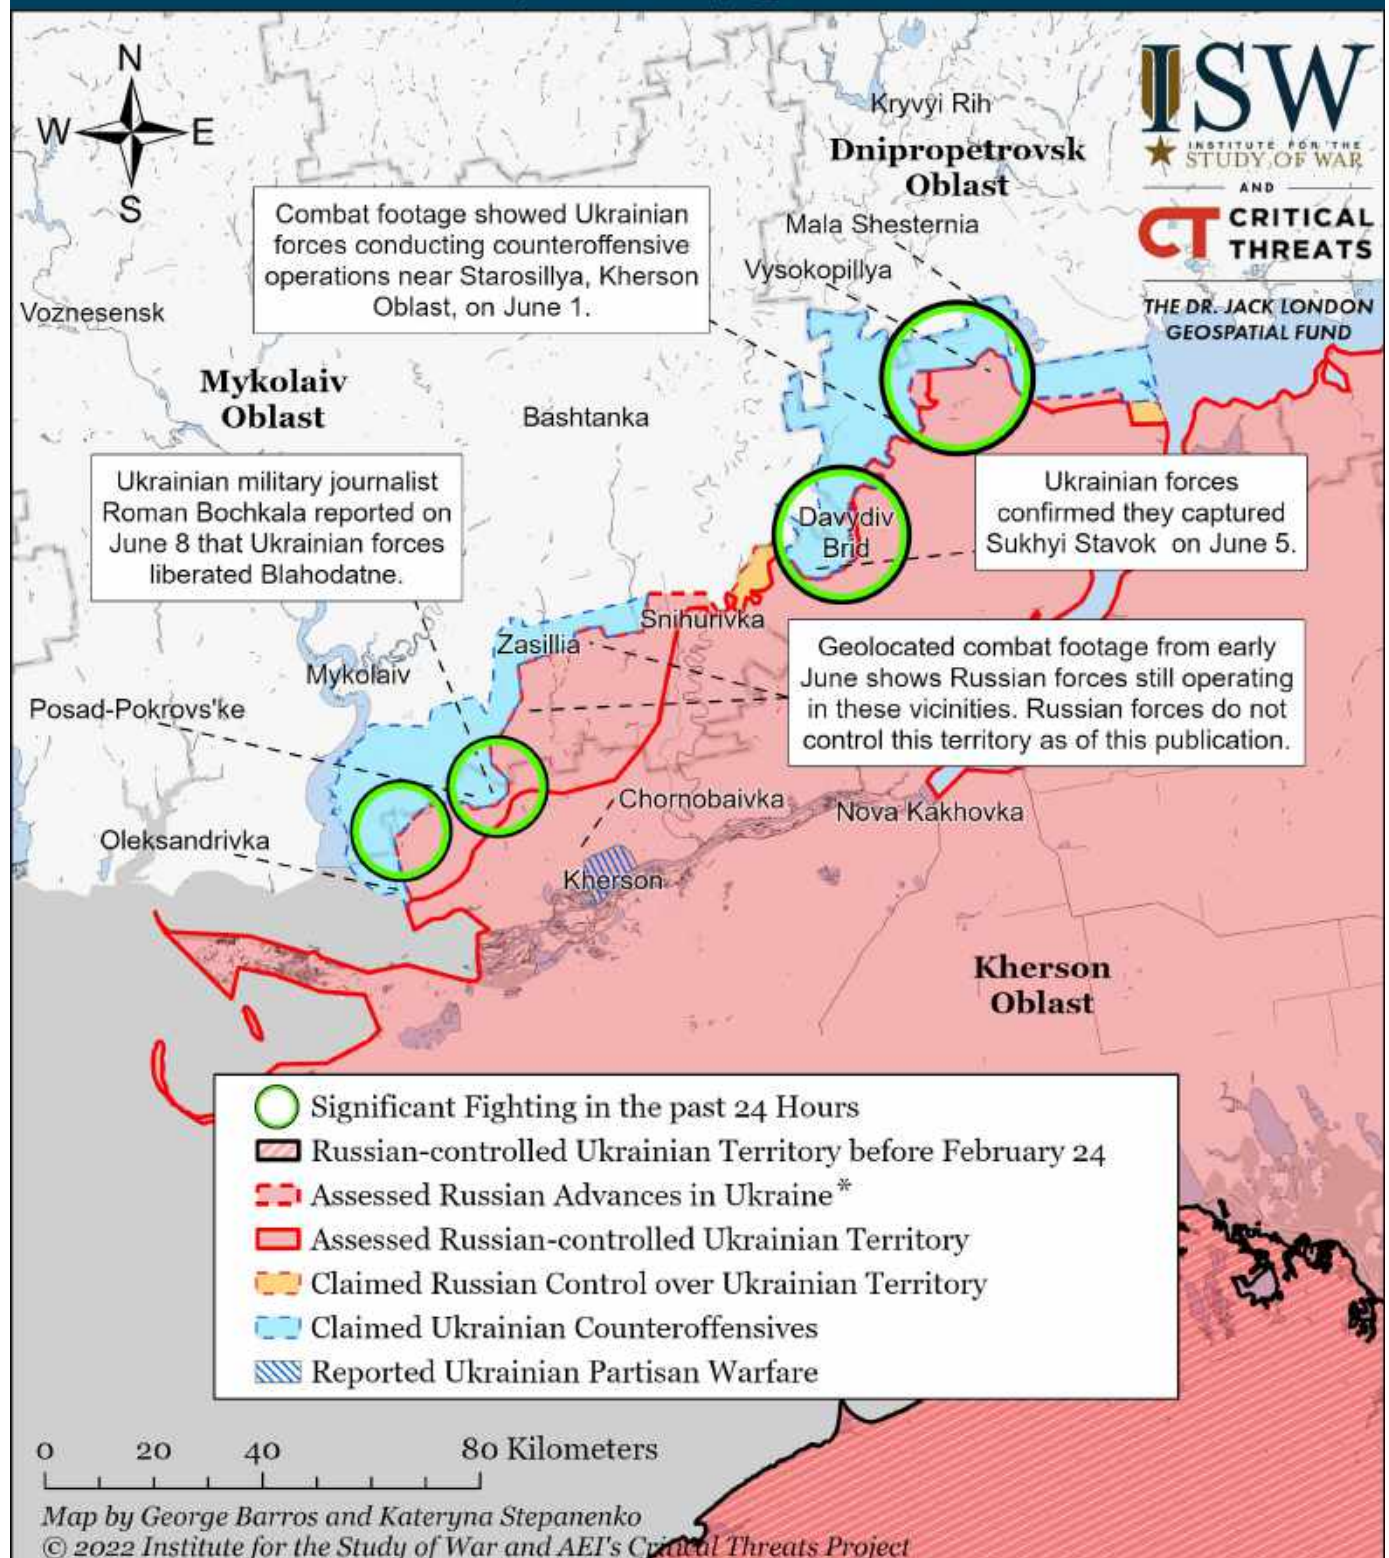 N
W E
S
ISW
INSTITUTE FOR THE
STUDY OF WAR
AND
CT CRITICAL
THREATS
THE DR. JACK LONDON
GEOSPATIAL FUND
Kryvyi Rih
Dnipropetrovsk
Oblast
Mala Shesternia
Vysokopillya
Combat footage showed Ukrainian
forces conducting counteroffensive
operations near Starosillya, Kherson
Oblast, on June 1.
Voznesensk
Mykolaiv
Oblast
Bashtanka
Ukrainian military journalist
Roman Bochkala reported on
June 8 that Ukrainian forces
liberated Blahodatne.
Ukrainian forces
confirmed they captured
Sukhyi Stavok on June 5.
Davydiv
Brid
Snihurivka
Zasillia
Geolocated combat footage from early
June shows Russian forces still operating
in these vicinities. Russian forces do not
control this territory as of this publication.
Mykolaiv
Posad-Pokrovs'ke
Chornobaivka
Nova Kakhovka
Oleksandrivka
Kherson
Kherson
Oblast
Significant Fighting in the past 24 Hours
Russian-controlled Ukrainian Territory before February 24
Assessed Russian Advances in Ukraine*
Assessed Russian-controlled Ukrainian Territory
Claimed Russian Control over Ukrainian Territory
Claimed Ukrainian Counteroffensives
Reported Ukrainian Partisan Warfare
0 20 40 80 Kilometers
Map by George Barros and Kateryna Stepanenko
© 2022 Institute for the Study of War and AEI's Critical Threats Project